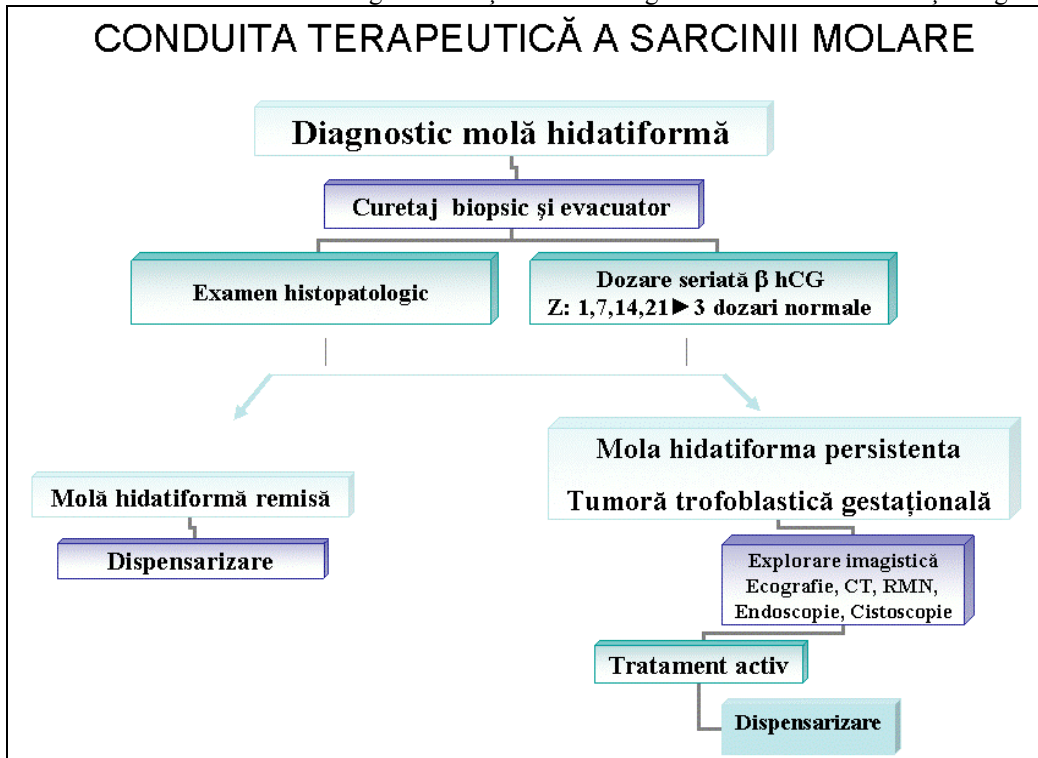 CONDUITA TERAPEUTICĂ A SARCINII MOLARE
Diagnostic molă hidatiformă
Curetaj biopsic şi evacuator
Examen histopatologic
Dozare seriată β hCG
Z: 1,7,14,21►3 dozari normale
Mola hidatiforma persistenta
Tumoră trofoblastică gestaţională
Molă hidatiformă remisă
Dispensarizare
Explorare imagistică
Ecografie, CT, RMN,
Endoscopie, Cistoscopie
Tratament activ
Dispensarizare